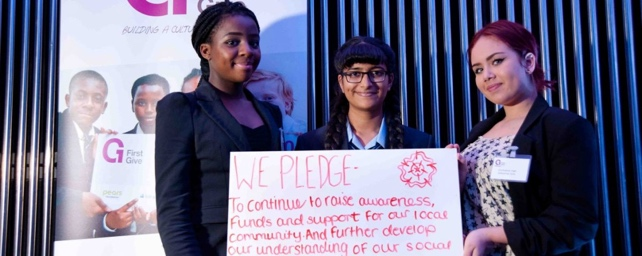 BUILDING A CULTU
First
Give
WE PLEDGE-
To continue to raise awareness,
funds and support for our local
community. And further develop
our understanding of our social